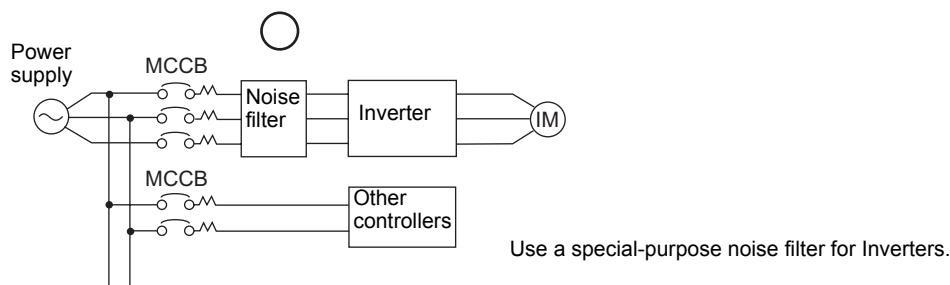 Power
supply
MCCB
Noise
filter
Inverter
IM
MCCB
Other
controllers
Use a special-purpose noise filter for Inverters.